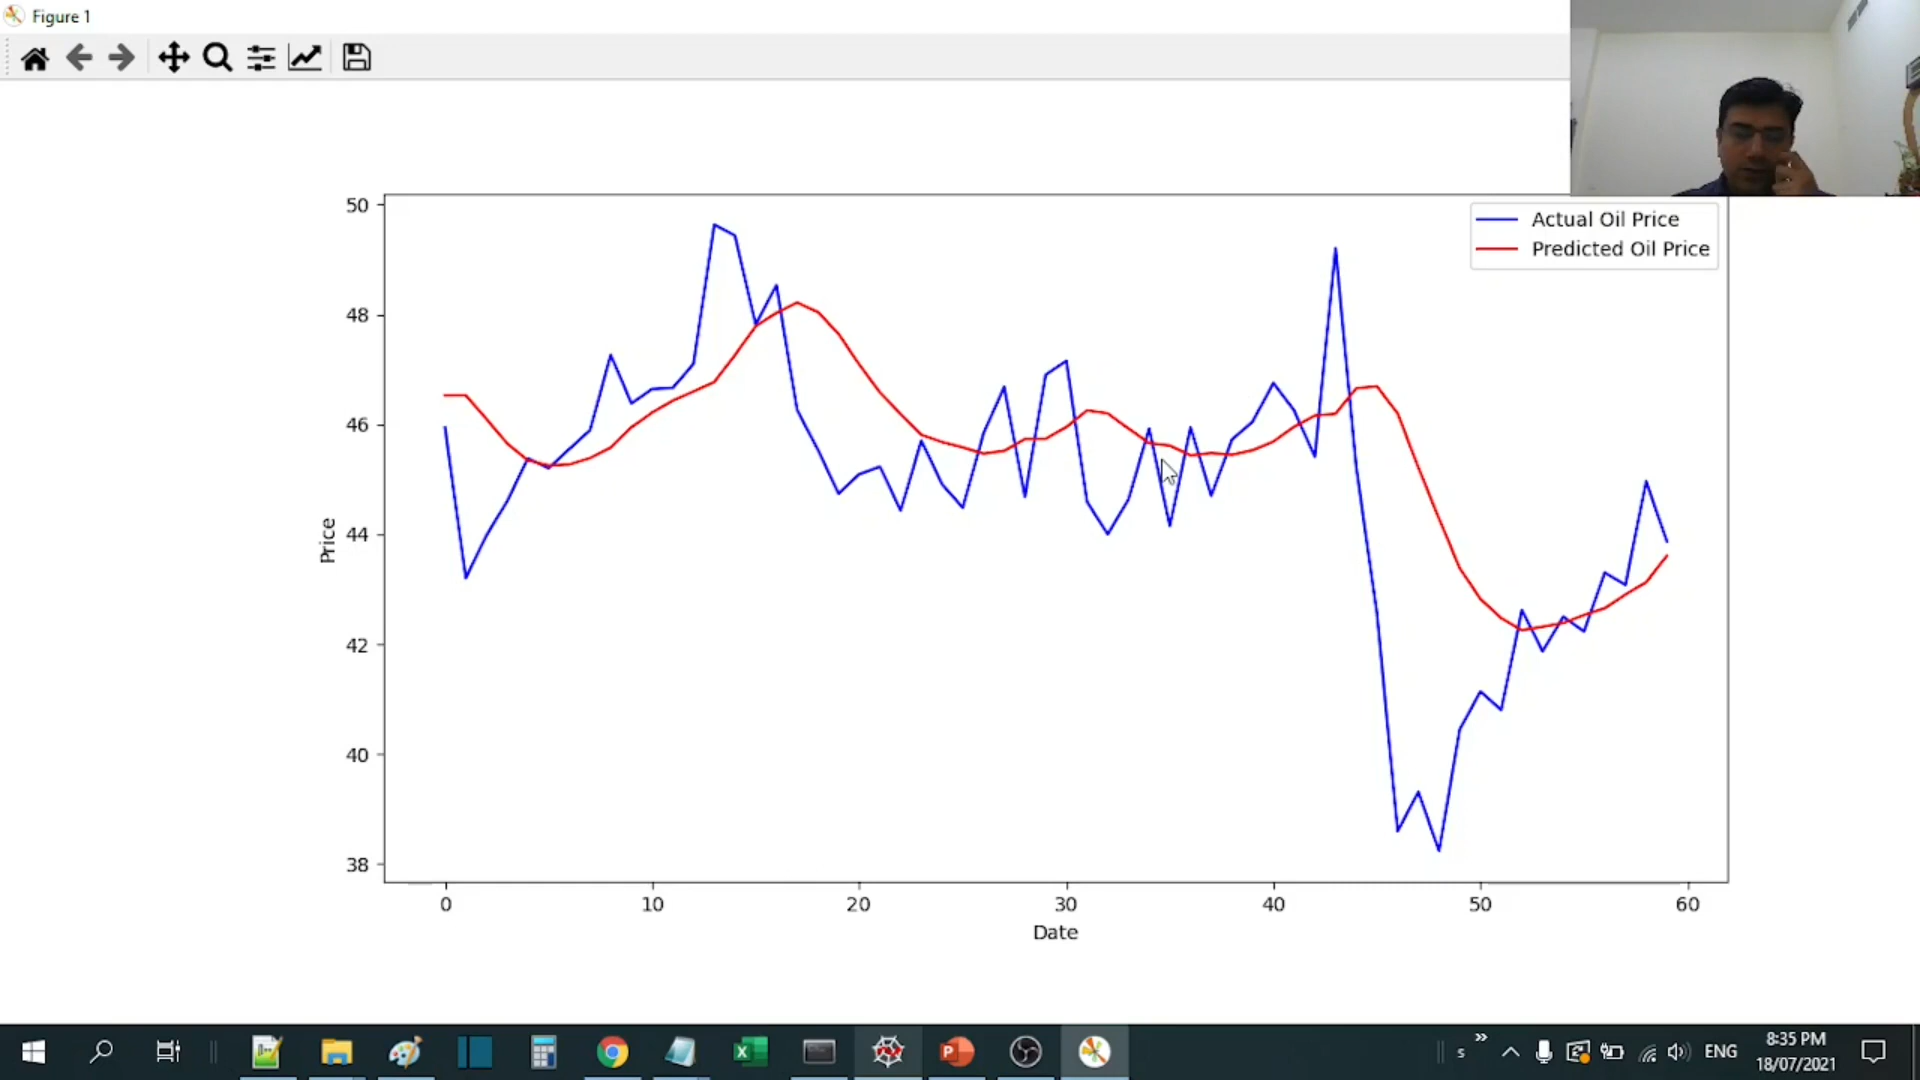 Figure 1
50
48
46
44
42
40
38
Price
Actual Oil Price
Predicted Oil Price
0 10 20 30 40 50 60
Date
s
ENG
8:35 PM
18/07/2021